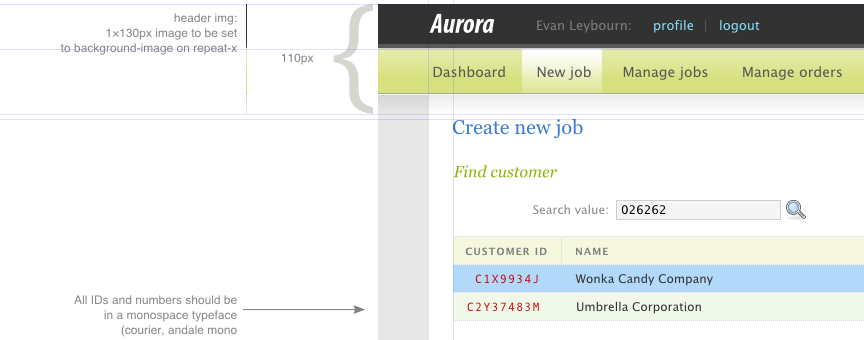 header img:
1×130px image to be set
to background-image on repeat-x
110px
Aurora
Evan Leybourn: profile | logout
Dashboard New job Manage jobs Manage orders
Create new job
Find customer
Search value: 026262
CUSTOMER ID NAME
C1X9934J Wonka Candy Company
C2Y37483M Umbrella Corporation
All IDs and numbers should be
in a monospace typeface
(courier, andale mono